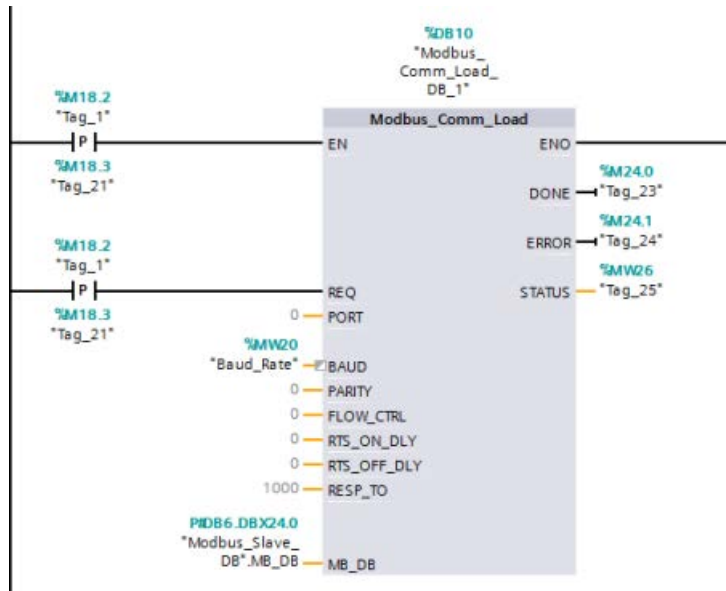 %DB10
"Modbus_
Comm_Load_
DB_1"
%M18.2
"Tag_1"
P
%M18.3
"Tag_21"
Modbus_Comm_Load
EN
ENO
%M24.0
DONE
"Tag_23"
%M24.1
ERROR
"Tag_24"
%M18.2
"Tag_1"
P
%M18.3
"Tag_21"
REQ
%MW26
STATUS
"Tag_25"
0 PORT
%MW20
"Baud_Rate" BAUD
0 PARITY
0 FLOW_CTRL
0 RTS_ON_DLY
0 RTS_OFF_DLY
1000 RESP_TO
P#DB6.DBX24.0
"Modbus_Slave_
DB".MB_DB MB_DB